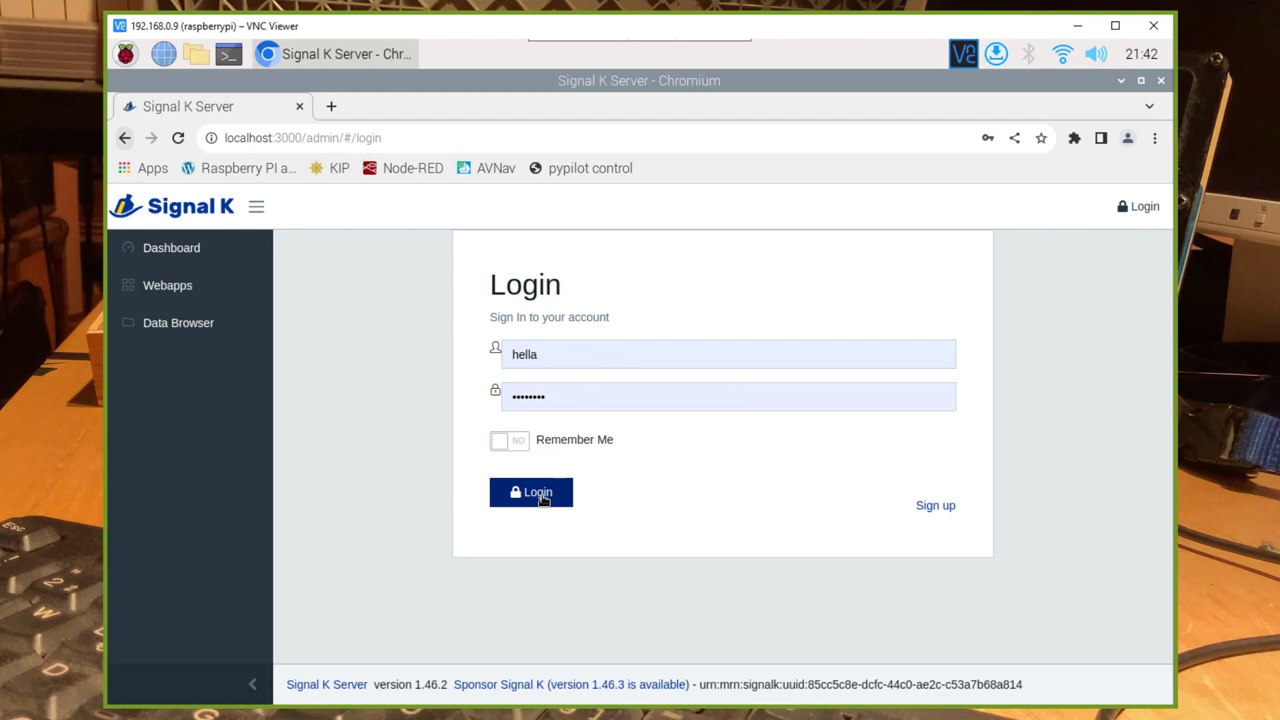 192.168.0.9 (raspberrypi) – VNC Viewer
Signal K Server - Chr...
21:42
Signal K Server - Chromium
Signal K Server
localhost:3000/admin/#/login
Apps
Raspberry PI a...
KIP
Node-RED
AVNav
pypilot control
Signal K
Login
Dashboard
Webapps
Data Browser
Login
Sign In to your account
hella
••••••••
NO
Remember Me
Login
Sign up
Signal K Server version 1.46.2 Sponsor Signal K (version 1.46.3 is available) - urn:mrn:signalk:uuid:85cc5c8e-dcfc-44c0-ae2c-c53a7b68a814
Esc
2
W
D